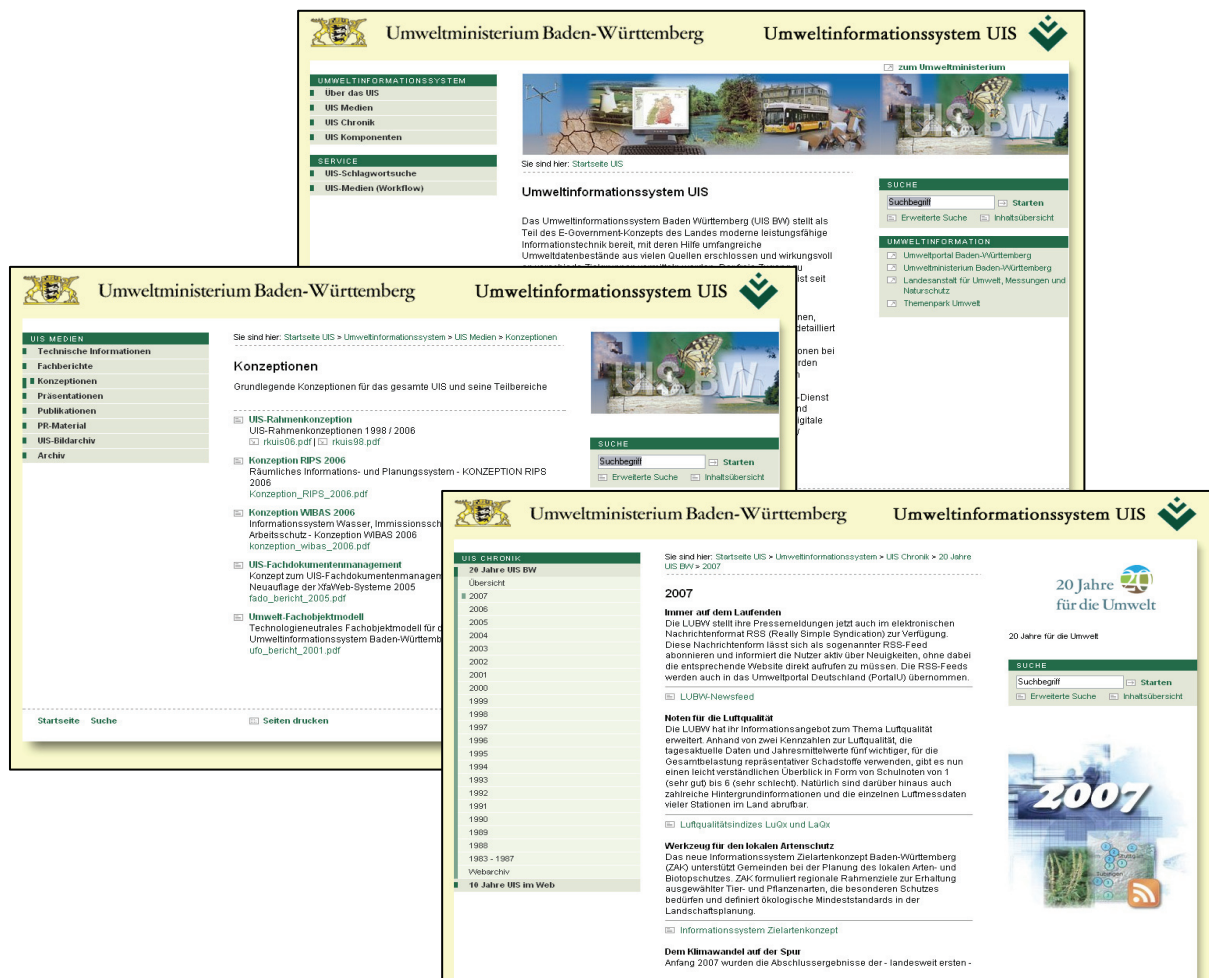 Umweltministerium Baden-Württemberg
Umweltinformationssystem UIS
zum Umweltministerium
UMWELTINFORMATIONSSYSTEM
Über das UIS
UIS Medien
UIS Chronik
UIS Komponenten
SERVICE
UIS-Schlagwortsuche
UIS-Medien (Workflow)
UIS BW
Sie sind hier: Startseite UIS
Umweltinformationssystem UIS
Das Umweltinformationssystem Baden Württemberg (UIS BW) stellt als
Teil des E-Government-Konzepts des Landes moderne leistungsfähige
Informationstechnik bereit, mit deren Hilfe umfangreiche
Umweltdatenbestände aus vielen Quellen erschlossen und wirkungsvoll
ist seit
nen,
detailliert
onen bei
rden
-Dienst
nd
igitale
SUCHE
Suchbegriff
Starten
Erweiterte Suche
Inhaltsübersicht
UMWELTINFORMATION
Umweltportal Baden-Württemberg
Umweltministerium Baden-Württemberg
Landesanstalt für Umwelt, Messungen und
Naturschutz
Themenpark Umwelt
Umweltministerium Baden-Württemberg
Umweltinformationssystem UIS
UIS MEDIEN
Technische Informationen
Fachberichte
Konzeptionen
Präsentationen
Publikationen
PR-Material
UIS-Bildarchiv
Archiv
Sie sind hier: Startseite UIS > Umweltinformationssystem > UIS Medien > Konzeptionen
Konzeptionen
Grundlegende Konzeptionen für das gesamte UIS und seine Teilbereiche
UIS-Rahmenkonzeption
UIS-Rahmenkonzeptionen 1998 / 2006
rkuis06.pdf | rkuis98.pdf
Konzeption RIPS 2006
Räumliches Informations- und Planungssystem - KONZEPTION RIPS
2006
Konzeption_RIPS_2006.pdf
Konzeption WIBAS 2006
Informationssystem Wasser, Immissionssch
Arbeitsschutz - Konzeption WIBAS 2006
konzeption_wibas_2006.pdf
UIS-Fachdokumentenmanagement
Konzept zum UIS-Fachdokumentenmanagem
Neuauflage der XfaWeb-Systeme 2005
fado_bericht_2005.pdf
Umwelt-Fachobjektmodell
Technologieneutrales Fachobjektmodell für d
Umweltinformationssystem Baden-Württemb
ufo_bericht_2001.pdf
UIS BW
SUCHE
Suchbegriff
Starten
Erweiterte Suche
Inhaltsübersicht
Startseite
Suche
Seiten drucken
Umweltministerium Baden-Württemberg
Umweltinformationssystem UIS
UIS CHRONIK
20 Jahre UIS BW
Übersicht
2007
2006
2005
2004
2003
2002
2001
2000
1999
1998
1997
1996
1995
1994
1993
1992
1991
1990
1989
1988
1983 - 1987
Webarchiv
10 Jahre UIS im Web
Sie sind hier: Startseite UIS > Umweltinformationssystem > UIS Chronik > 20 Jahre
UIS BW > 2007
2007
Immer auf dem Laufenden
Die LUBW stellt ihre Pressemeldungen jetzt auch im elektronischen
Nachrichtenformat RSS (Really Simple Syndication) zur Verfügung.
Diese Nachrichtenform lässt sich als sogenannter RSS-Feed
abonnieren und informiert die Nutzer aktiv über Neuigkeiten, ohne dabei
die entsprechende Website direkt aufrufen zu müssen. Die RSS-Feeds
werden auch in das Umweltportal Deutschland (PortalU) übernommen.
LUBW-Newsfeed
Noten für die Luftqualität
Die LUBW hat ihr Informationsangebot zum Thema Luftqualität
erweitert. Anhand von zwei Kennzahlen zur Luftqualität, die
tagesaktuelle Daten und Jahresmittelwerte fünf wichtiger, für die
Gesamtbelastung repräsentativer Schadstoffe verwenden, gibt es nun
einen leicht verständlichen Überblick in Form von Schulnoten von 1
(sehr gut) bis 6 (sehr schlecht). Natürlich sind darüber hinaus auch
zahlreiche Hintergrundinformationen und die einzelnen Luftmessdaten
vieler Stationen im Land abrufbar.
Luftqualitätsindizes LuQx und LaQx
Werkzeug für den lokalen Artenschutz
Das neue Informationssystem Zielartenkonzept Baden-Württemberg
(ZAK) unterstützt Gemeinden bei der Planung des lokalen Arten- und
Biotopschutzes. ZAK formuliert regionale Rahmenziele zur Erhaltung
ausgewählter Tier- und Pflanzenarten, die besonderen Schutzes
bedürfen und definiert ökologische Mindeststandards in der
Landschaftsplanung.
Informationssystem Zielartenkonzept
Dem Klimawandel auf der Spur
Anfang 2007 wurden die Abschlussergebnisse der - landesweit ersten -
20 Jahre
für die Umwelt
20 Jahre für die Umwelt
SUCHE
Suchbegriff
Starten
Erweiterte Suche
Inhaltsübersicht
2007
Stuttgart
Tübingen